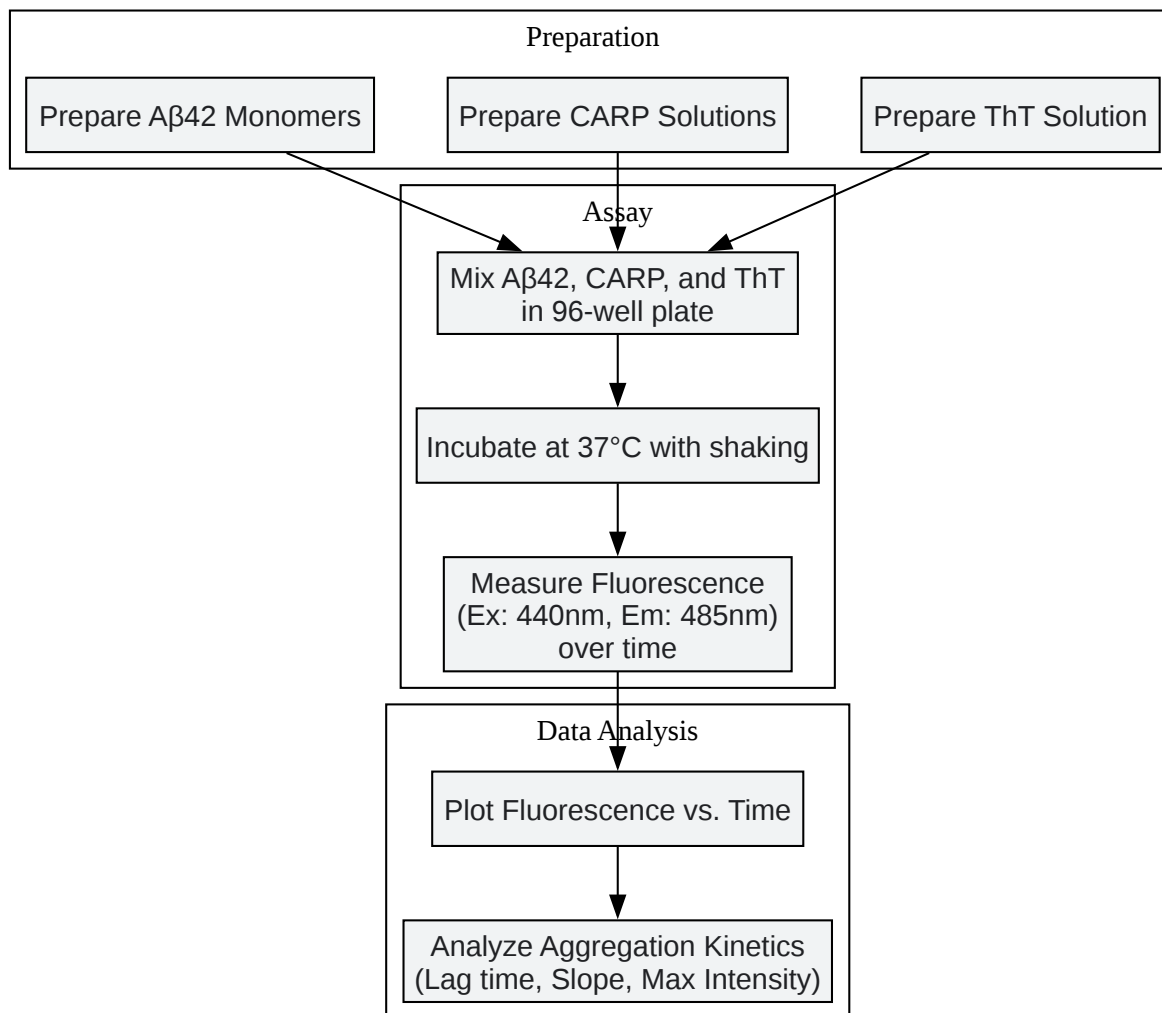 Preparation
Prepare Aβ42 Monomers
Prepare CARP Solutions
Prepare ThT Solution
Assay
Mix Aβ42, CARP, and ThT
in 96-well plate
Incubate at 37°C with shaking
Measure Fluorescence
(Ex: 440nm, Em: 485nm)
over time
Data Analysis
Plot Fluorescence vs. Time
Analyze Aggregation Kinetics
(Lag time, Slope, Max Intensity)